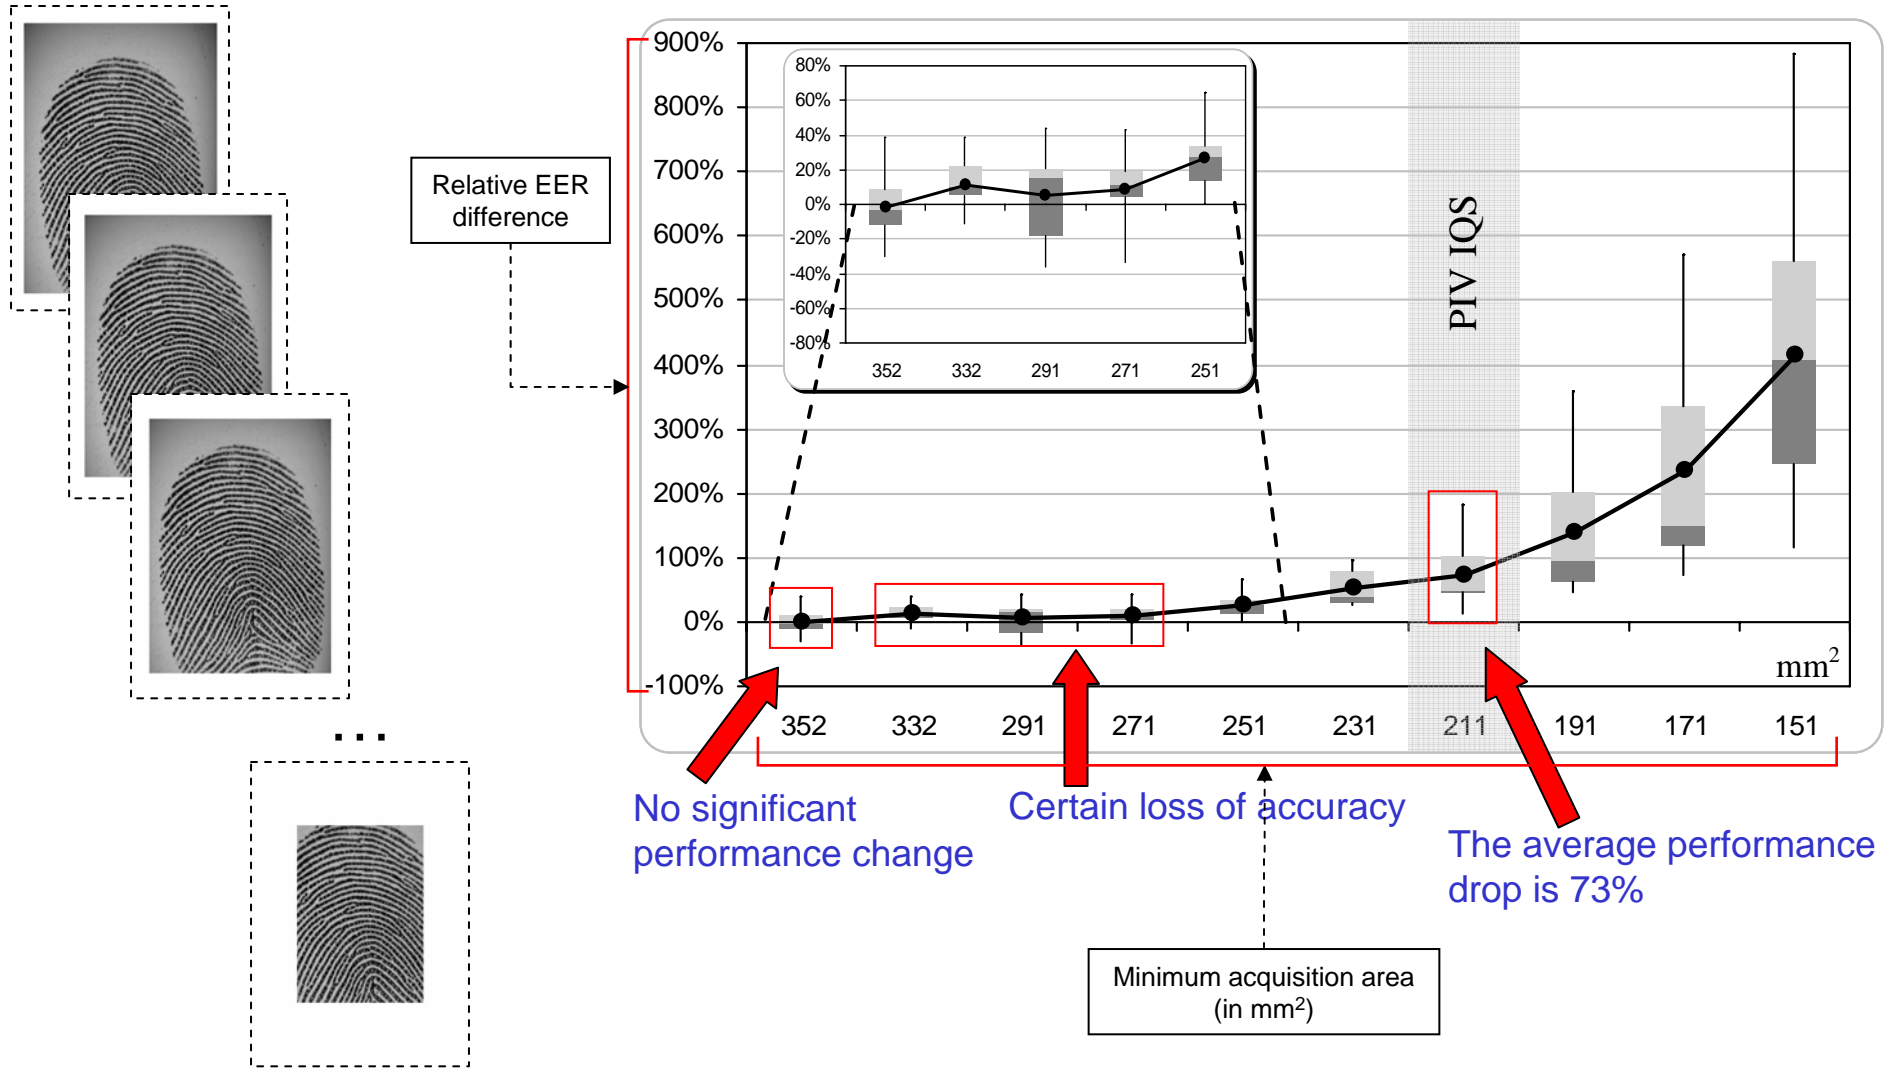 Relative EER
difference
900%
800%
700%
600%
500%
400%
300%
200%
100%
0%
-100%
80%
60%
40%
20%
0%
-20%
-40%
-60%
-80%
352 332 291 271 251
PIV IQS
mm²
352 332 291 271 251 231 211 191 171 151
...
No significant
performance change
Certain loss of accuracy
The average performance
drop is 73%
Minimum acquisition area
(in mm²)